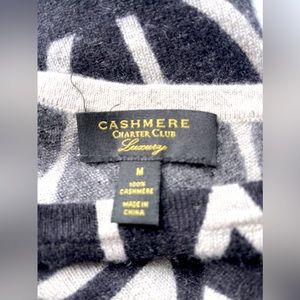 CASHMERE
CHARTER CLUB
Luxury
M
100%
CASHMERE
MADE IN
CHINA